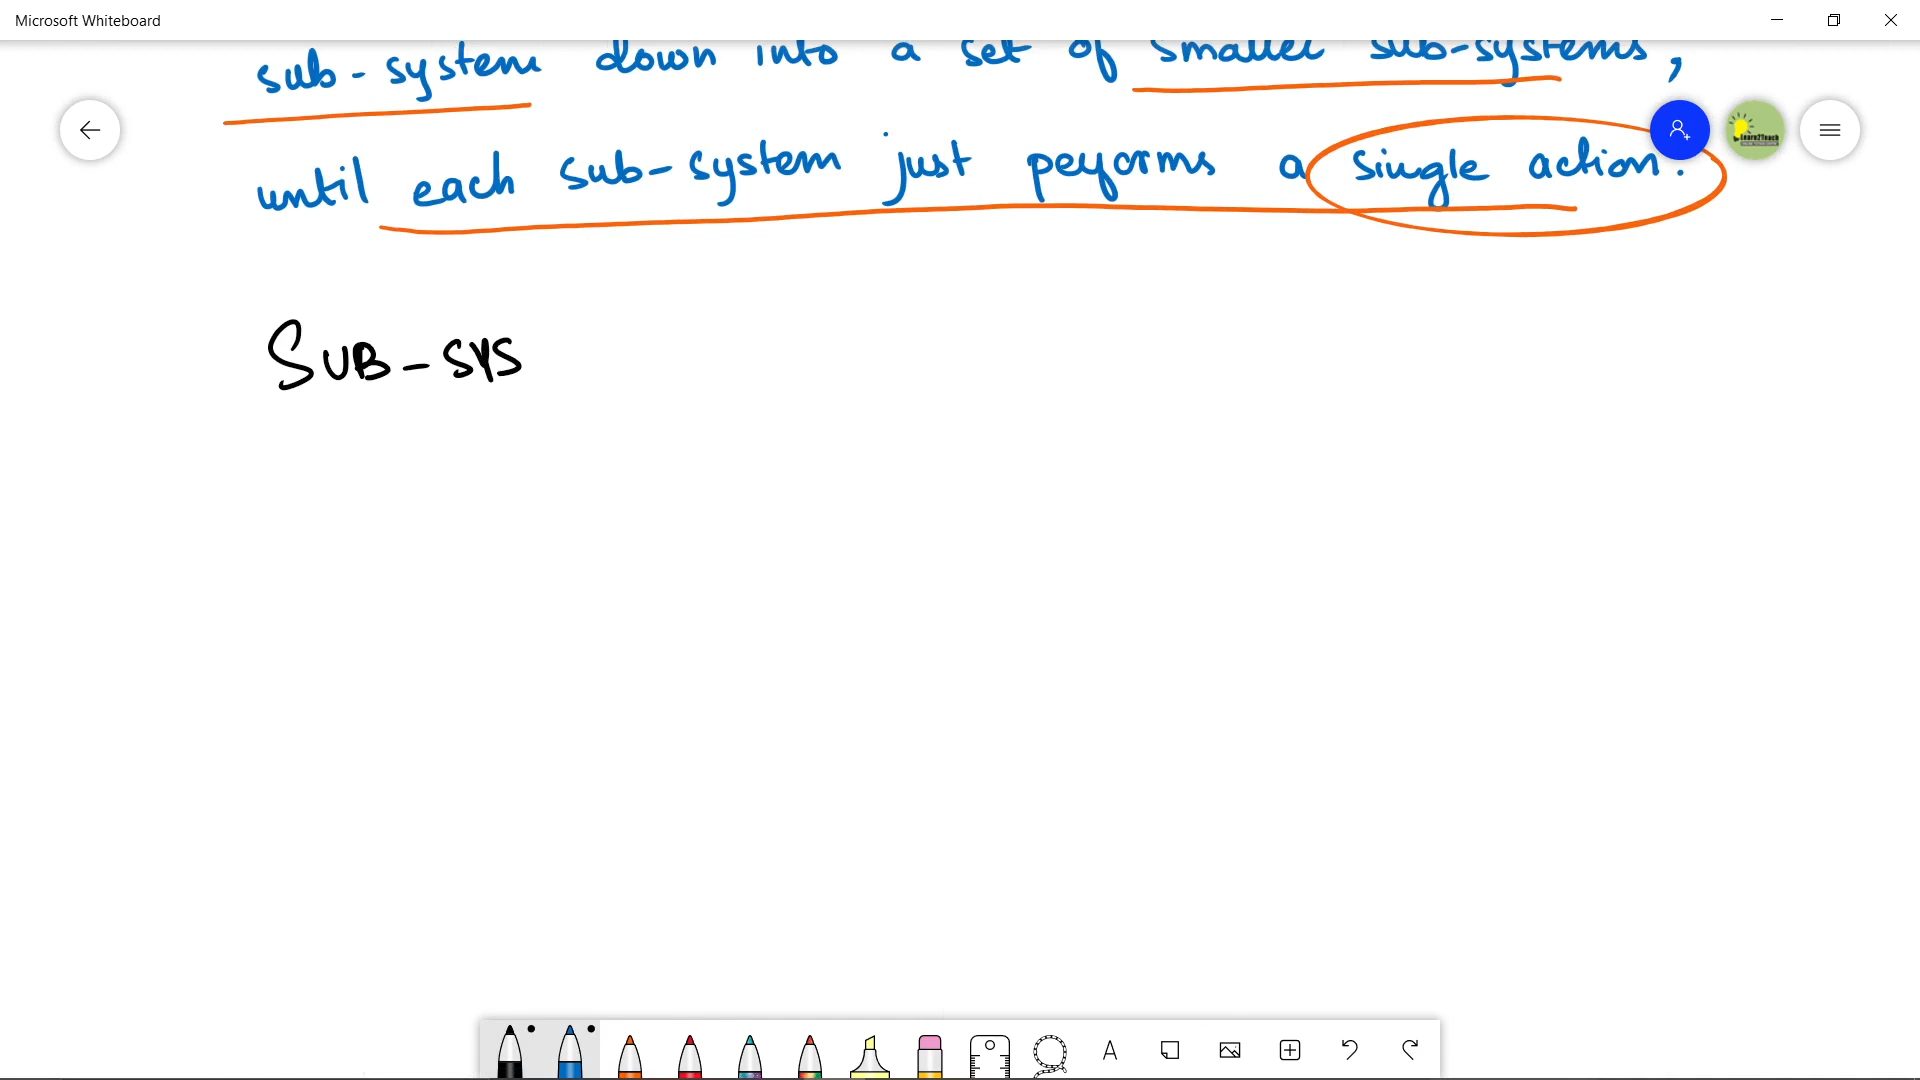 Microsoft Whiteboard
sub-system down into a set of smaller sub-systems,
until each sub-system just performs a single action.
Learn2Teach
SUB-SYS